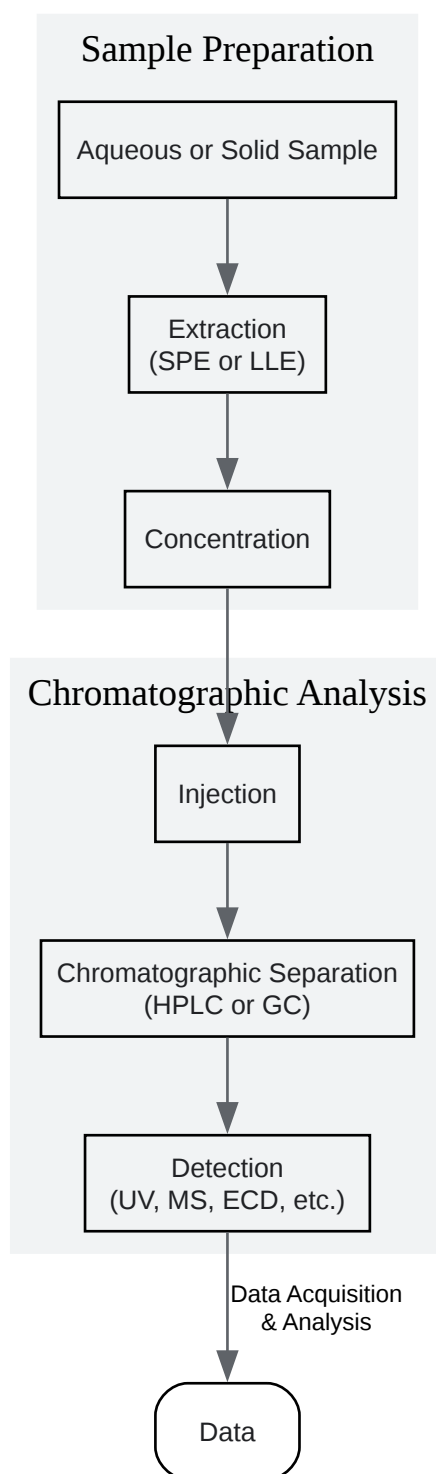 Sample Preparation
Aqueous or Solid Sample
Extraction
(SPE or LLE)
Concentration
Chromatographic Analysis
Injection
Chromatographic Separation
(HPLC or GC)
Detection
(UV, MS, ECD, etc.)
Data Acquisition
& Analysis
Data